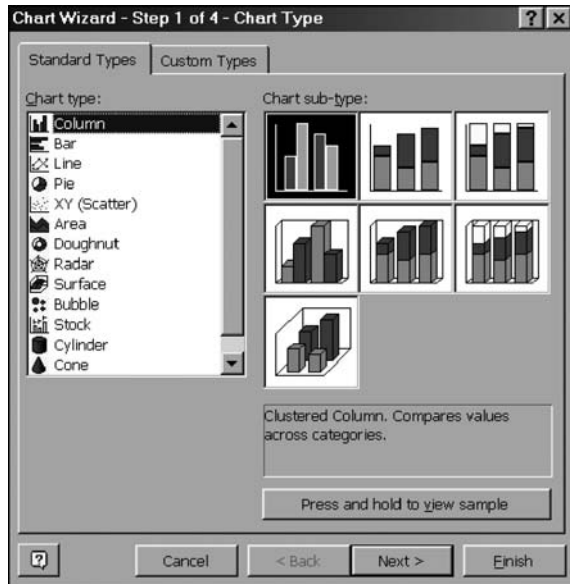 Chart Wizard - Step 1 of 4 - Chart Type
Standard Types
Custom Types
Chart type:
Column
Bar
Line
Pie
XY (Scatter)
Area
Doughnut
Radar
Surface
Bubble
Stock
Cylinder
Cone
Chart sub-type:
Clustered Column. Compares values
across categories.
Press and hold to view sample
Cancel
< Back
Next >
Finish